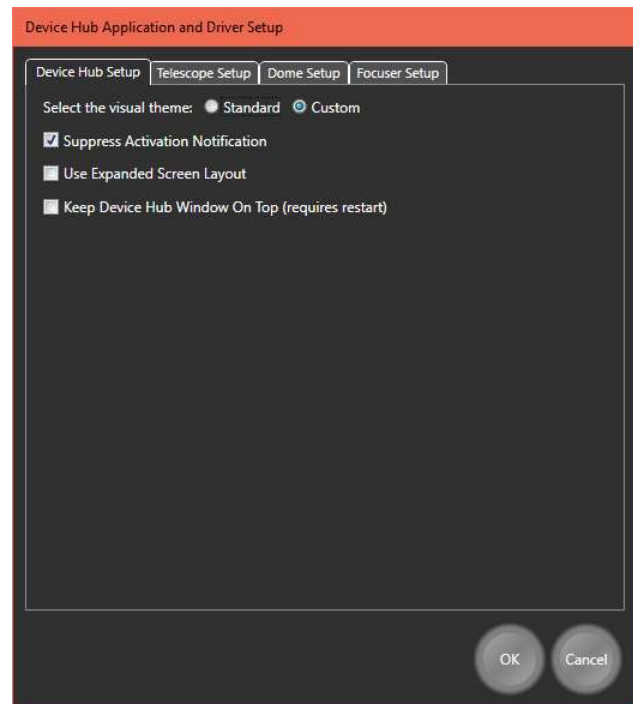 Device Hub Application and Driver Setup
Device Hub Setup Telescope Setup Dome Setup Focuser Setup
Select the visual theme: Standard Custom
Suppress Activation Notification
Use Expanded Screen Layout
Keep Device Hub Window On Top (requires restart)
OK Cancel